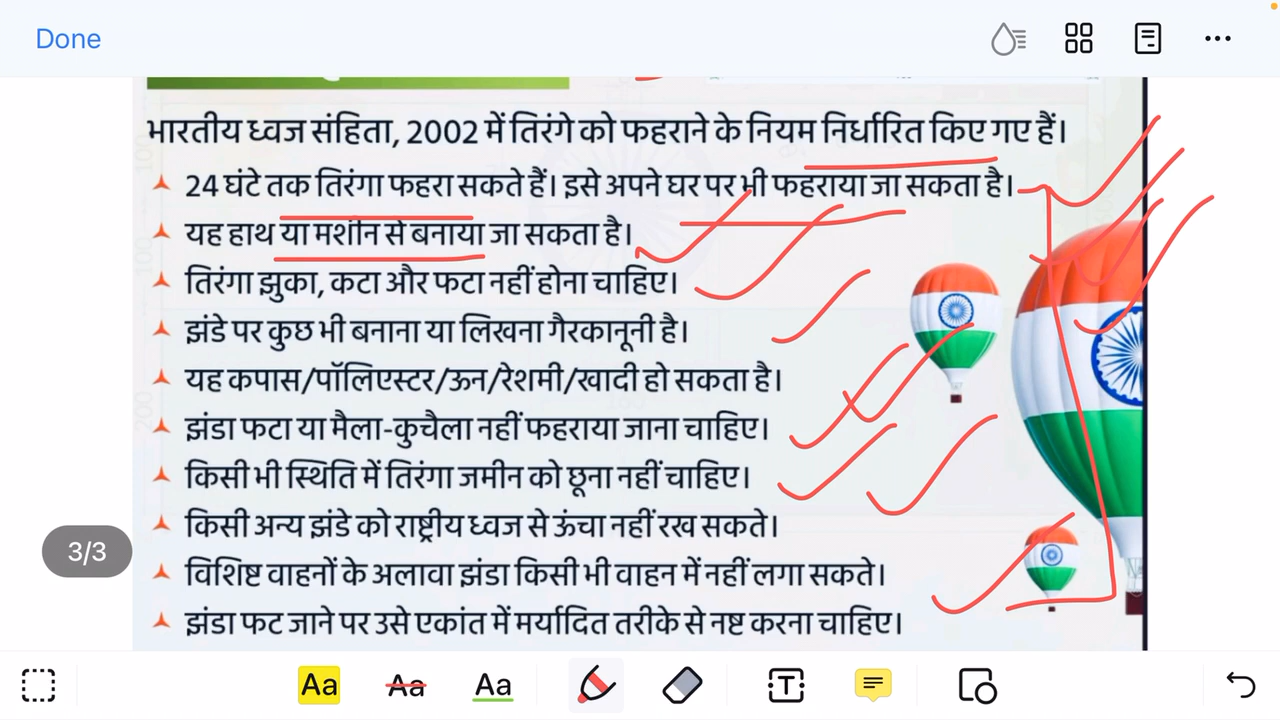 Done
भारतीय ध्वज संहिता, 2002 में तिरंगे को फहराने के नियम निर्धारित किए गए हैं।
24 घंटे तक तिरंगा फहरा सकते हैं। इसे अपने घर पर भी फहराया जा सकता है।
यह हाथ या मशीन से बनाया जा सकता है।
तिरंगा झुका, कटा और फटा नहीं होना चाहिए।
झंडे पर कुछ भी बनाना या लिखना गैरकानूनी है।
यह कपास/पॉलिएस्टर/ऊन/रेशमी/खादी हो सकता है।
झंडा फटा या मैला-कुचैला नहीं फहराया जाना चाहिए।
किसी भी स्थिति में तिरंगा जमीन को छूना नहीं चाहिए।
किसी अन्य झंडे को राष्ट्रीय ध्वज से ऊंचा नहीं रख सकते।
3/3
विशिष्ट वाहनों के अलावा झंडा किसी भी वाहन में नहीं लगा सकते।
झंडा फट जाने पर उसे एकांत में मर्यादित तरीके से नष्ट करना चाहिए।
Aa Aa Aa T